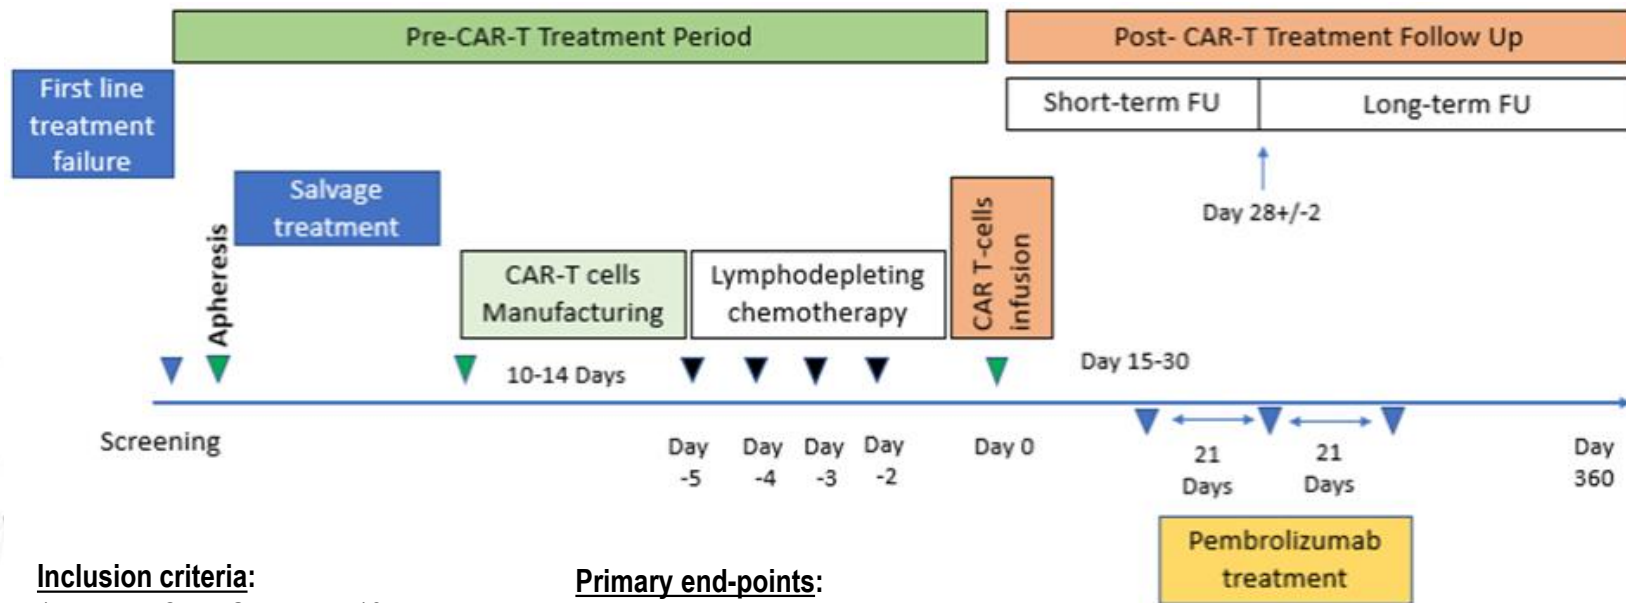 Pre-CAR-T Treatment Period
Post- CAR-T Treatment Follow Up
First line
treatment
failure
Short-term FU
Long-term FU
Salvage
treatment
Day 28+/-2
Apheresis
CAR-T cells
Manufacturing
Lymphodepleting
chemotherapy
CAR T-cells
infusion
10-14 Days
Day 15-30
Screening
Day
-5
Day
-4
Day
-3
Day
-2
Day 0
21
Days
21
Days
Day
360
Pembrolizumab
treatment
Inclusion criteria:
Primary end-points: